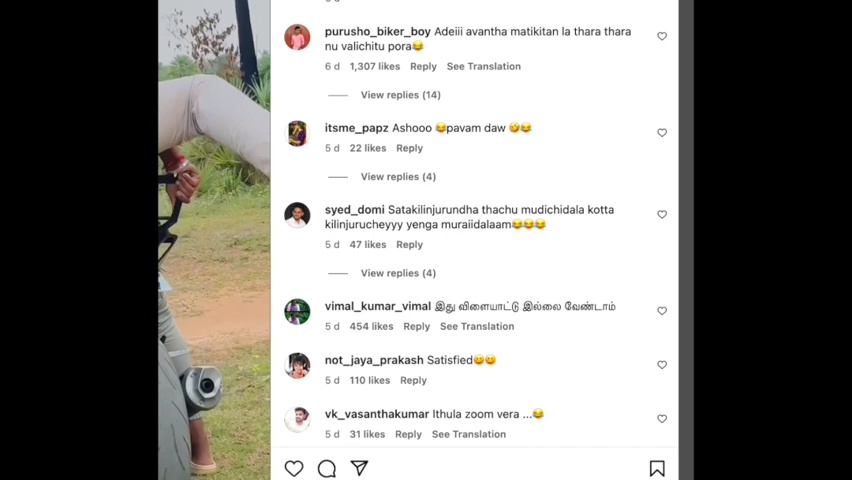 purusho_biker_boy Adeiii avantha matikitan la thara thara
nu valichitu pora😂
6 d 1,307 likes Reply See Translation
View replies (14)
itsme_papz Ashooo 😂pavam daw 🤣😂
5 d 22 likes Reply
View replies (4)
syed_domi Satakilinjurundha thachu mudichidala kotta
kilinjurucheyyy yenga muraiidalaam😂😂😂
5 d 47 likes Reply
View replies (4)
vimal_kumar_vimal இது விளையாட்டு இல்லை வேண்டாம்
5 d 454 likes Reply See Translation
not_jaya_prakash Satisfied😋😋
5 d 110 likes Reply
vk_vasanthakumar Ithula zoom vera ...😂
5 d 31 likes Reply See Translation